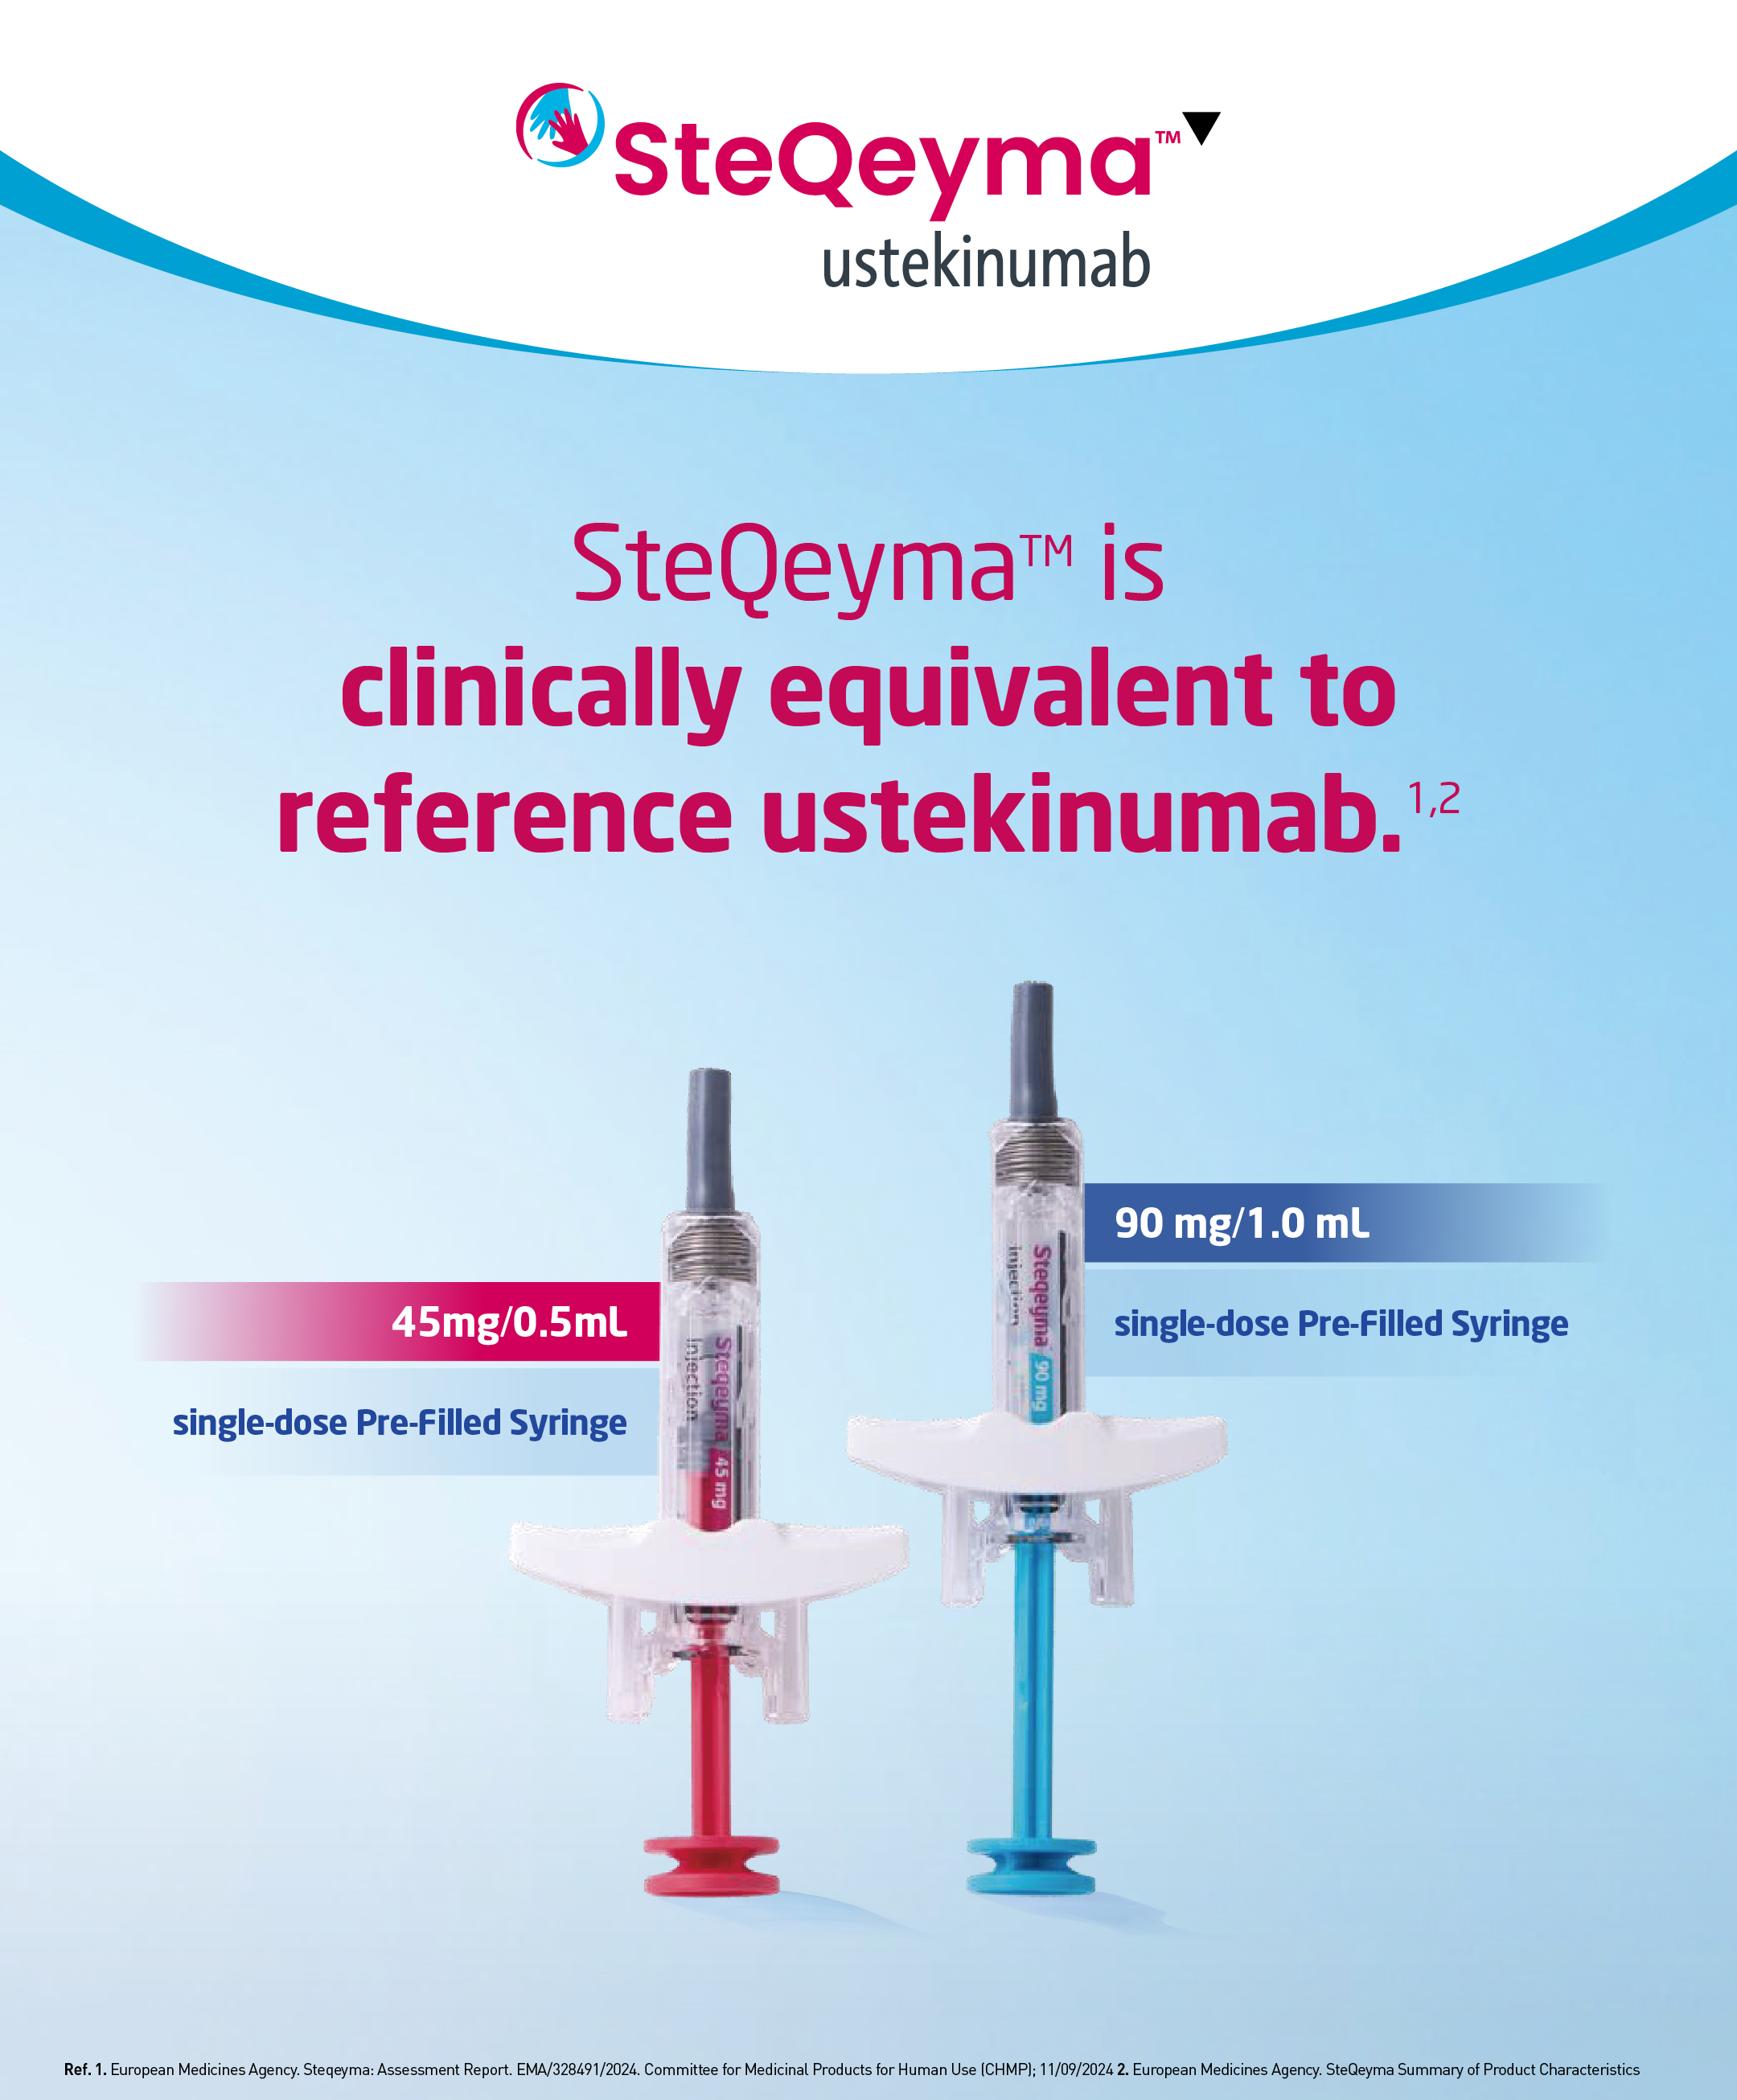 SteQeyma™▼
ustekinumab
SteQeyma™ is
clinically equivalent to
reference ustekinumab.1,2
90 mg/1.0 mL
single-dose Pre-Filled Syringe
45mg/0.5mL
single-dose Pre-Filled Syringe
Steqeyma 90 mg
injection
Steqeyma 45 mg
injection
Ref. 1. European Medicines Agency. Steqeyma: Assessment Report. EMA/328491/2024. Committee for Medicinal Products for Human Use (CHMP); 11/09/2024 2. European Medicines Agency. SteQeyma Summary of Product Characteristics